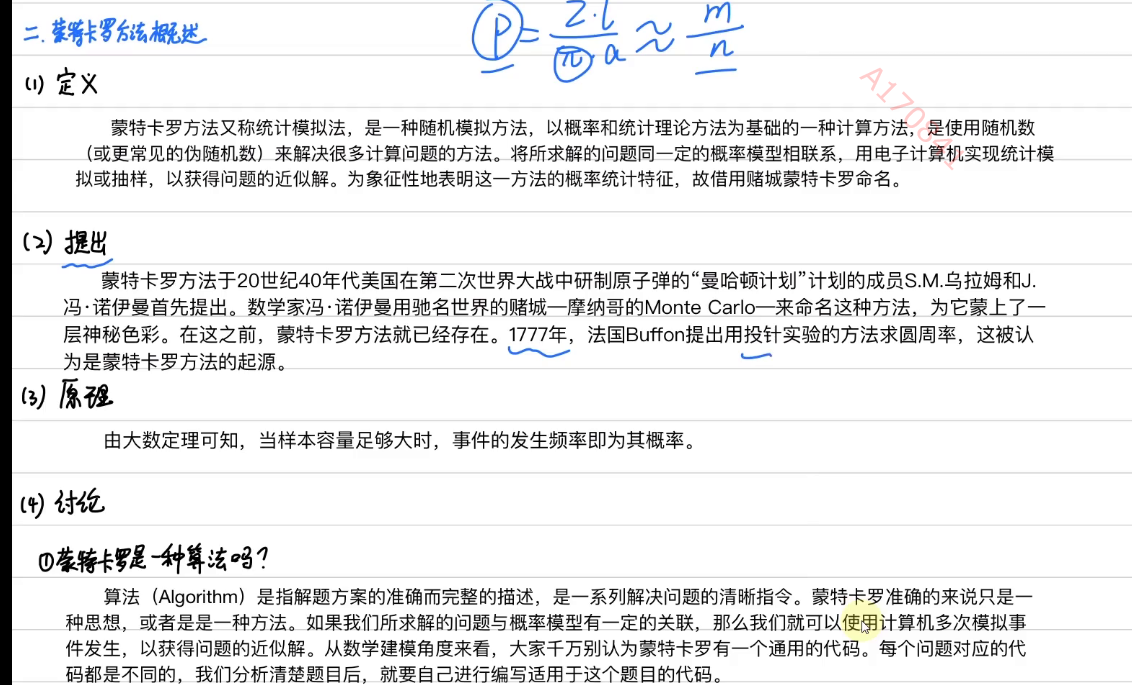 二.蒙特卡罗方法概述
P = 2·l / π·a ≈ m / n
(1) 定义
A170841
蒙特卡罗方法又称统计模拟法，是一种随机模拟方法，以概率和统计理论方法为基础的一种计算方法，是使用随机数
（或更常见的伪随机数）来解决很多计算问题的方法。将所求解的问题同一定的概率模型相联系，用电子计算机实现统计模
拟或抽样，以获得问题的近似解。为象征性地表明这一方法的概率统计特征，故借用赌城蒙特卡罗命名。
(2) 提出
蒙特卡罗方法于20世纪40年代美国在第二次世界大战中研制原子弹的“曼哈顿计划”计划的成员S.M.乌拉姆和J.
冯·诺伊曼首先提出。数学家冯·诺伊曼用驰名世界的赌城—摩纳哥的Monte Carlo—来命名这种方法，为它蒙上了一
层神秘色彩。在这之前，蒙特卡罗方法就已经存在。1777年，法国Buffon提出用投针实验的方法求圆周率，这被认
为是蒙特卡罗方法的起源。
(3) 原理
由大数定理可知，当样本容量足够大时，事件的发生频率即为其概率。
(4) 讨论
①蒙特卡罗是一种算法吗？
算法（Algorithm）是指解题方案的准确而完整的描述，是一系列解决问题的清晰指令。蒙特卡罗准确的来说只是一
种思想，或者是是一种方法。如果我们所求解的问题与概率模型有一定的关联，那么我们就可以使用计算机多次模拟事
件发生，以获得问题的近似解。从数学建模角度来看，大家千万别认为蒙特卡罗有一个通用的代码。每个问题对应的代
码都是不同的，我们分析清楚题目后，就要自己进行编写适用于这个题目的代码。